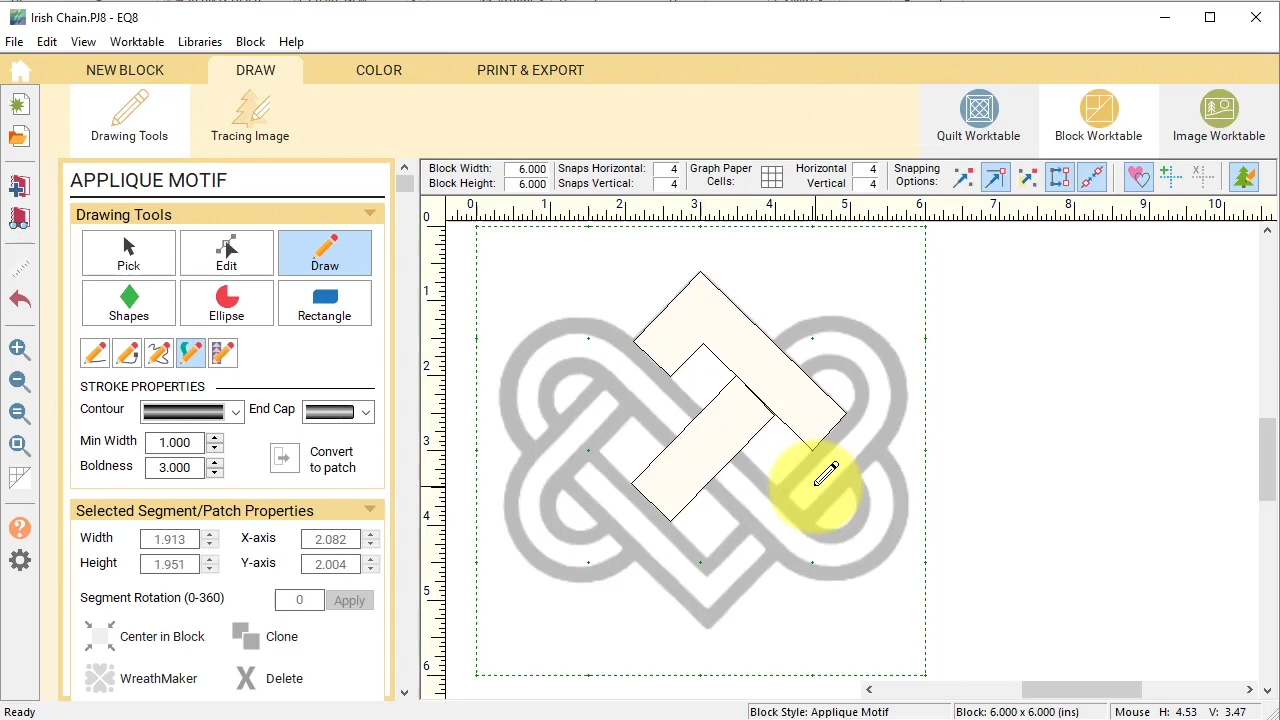 Irish Chain.PJ8 - EQ8
File Edit View Worktable Libraries Block Help
NEW BLOCK DRAW COLOR PRINT & EXPORT
Drawing Tools Tracing Image Quilt Worktable Block Worktable Image Worktable
APPLIQUE MOTIF
Block Width: 6.000 Snaps Horizontal: 4 Graph Paper Horizontal 4 Snapping
Block Height: 6.000 Snaps Vertical: 4 Cells: Vertical 4 Options:
0 0 1 2 3 4 5 6 7 8 9 10
Drawing Tools
Pick Edit Draw
Shapes Ellipse Rectangle
STROKE PROPERTIES
Contour End Cap
Min Width 1.000
Boldness 3.000
Convert
to patch
Selected Segment/Patch Properties
Width 1.913 X-axis 2.082
Height 1.951 Y-axis 2.004
Segment Rotation (0-360) 0 Apply
Center in Block Clone
WreathMaker Delete
1
2
3
4
5
6
Ready Block Style: Applique Motif Block: 6.000 x 6.000 (ins) Mouse H: 4.53 V: 3.47